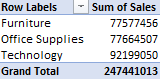 Row Labels Sum of Sales
Furniture 77577456
Office Supplies 77664507
Technology 92199050
Grand Total 247441013